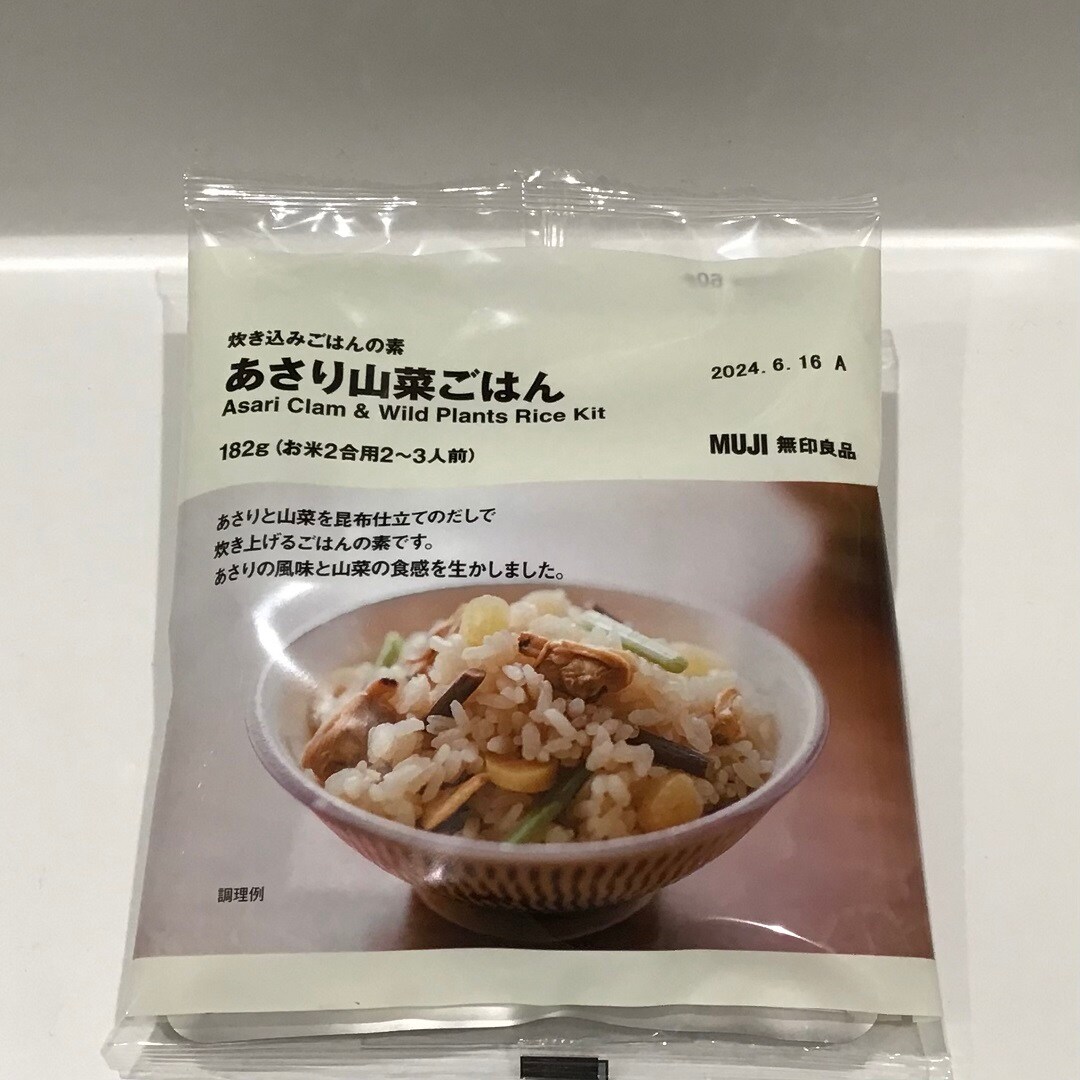 炊き込みごはんの素
あさり山菜ごはん
Asari Clam & Wild Plants Rice Kit
182g（お米2合用2〜3人前）
2024. 6. 16 A
MUJI 無印良品
あさりと山菜を昆布仕立てのだしで
炊き上げるごはんの素です。
あさりの風味と山菜の食感を生かしました。
調理例